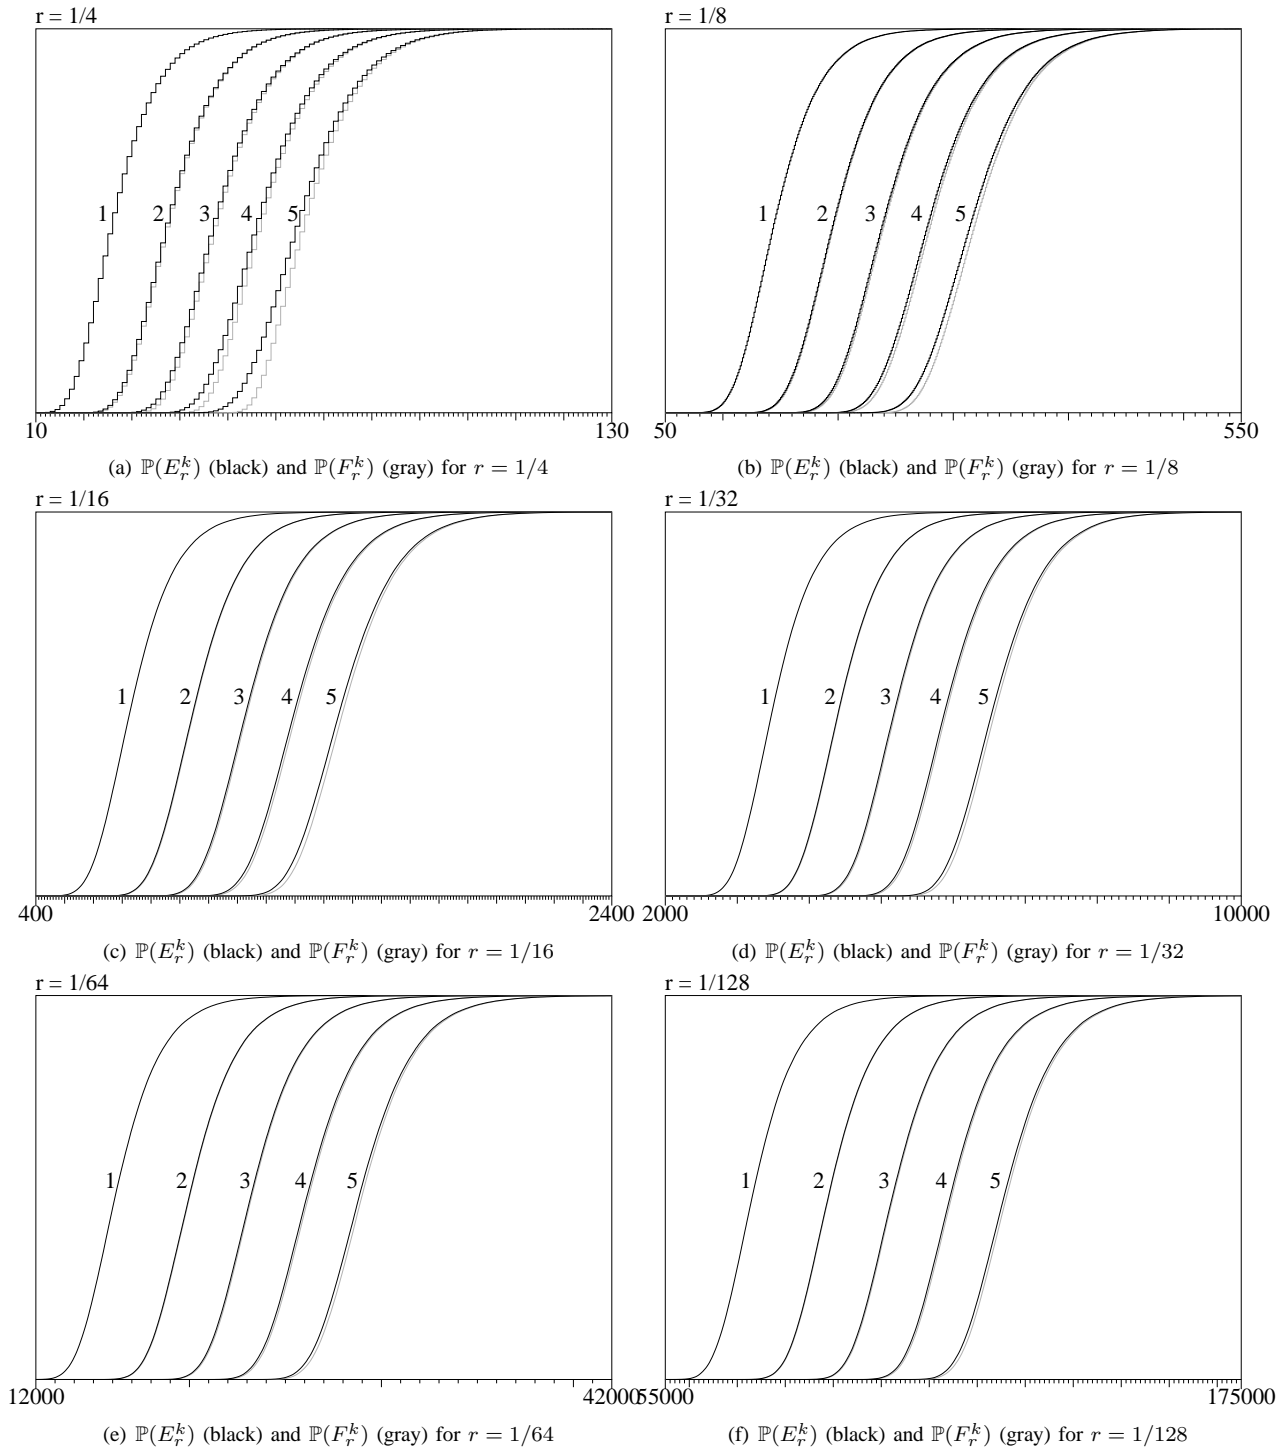 r = 1/4
1 2 3 4 5
10 130
(a) ℙ(E_r^k) (black) and ℙ(F_r^k) (gray) for r = 1/4
r = 1/8
1 2 3 4 5
50 550
(b) ℙ(E_r^k) (black) and ℙ(F_r^k) (gray) for r = 1/8
r = 1/16
1 2 3 4 5
400 2400
(c) ℙ(E_r^k) (black) and ℙ(F_r^k) (gray) for r = 1/16
r = 1/32
1 2 3 4 5
2000 10000
(d) ℙ(E_r^k) (black) and ℙ(F_r^k) (gray) for r = 1/32
r = 1/64
1 2 3 4 5
12000 42000
(e) ℙ(E_r^k) (black) and ℙ(F_r^k) (gray) for r = 1/64
r = 1/128
1 2 3 4 5
55000 175000
(f) ℙ(E_r^k) (black) and ℙ(F_r^k) (gray) for r = 1/128